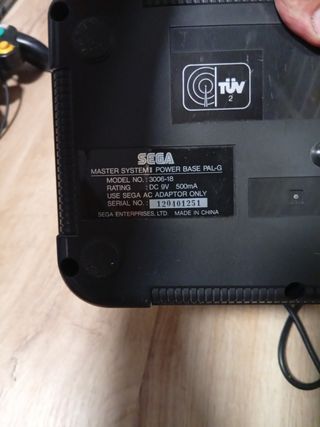 TÜV
2
SEGA
MASTER SYSTEM II POWER BASE PAL-G
MODEL NO. : 3006-18
RATING : DC 9V 500mA
USE SEGA AC ADAPTOR ONLY
SERIAL NO. : 120401251
SEGA ENTERPRISES, LTD. MADE IN CHINA